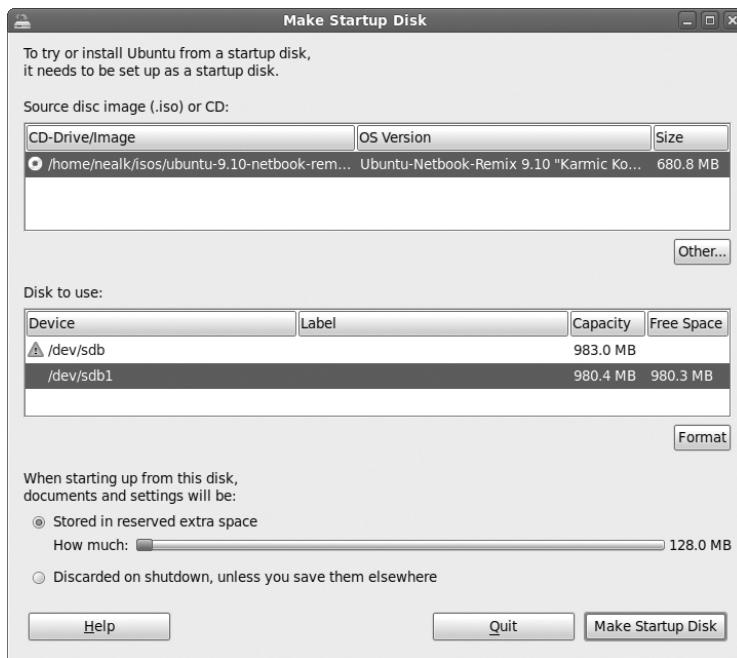 Make Startup Disk
To try or install Ubuntu from a startup disk,
it needs to be set up as a startup disk.
Source disc image (.iso) or CD:
CD-Drive/Image OS Version Size
/home/nealk/isos/ubuntu-9.10-netbook-rem... Ubuntu-Netbook-Remix 9.10 "Karmic Ko... 680.8 MB
Other...
Disk to use:
Device Label Capacity Free Space
/dev/sdb 983.0 MB
/dev/sdb1 980.4 MB 980.3 MB
Format
When starting up from this disk,
documents and settings will be:
Stored in reserved extra space
How much: 128.0 MB
Discarded on shutdown, unless you save them elsewhere
Help Quit Make Startup Disk